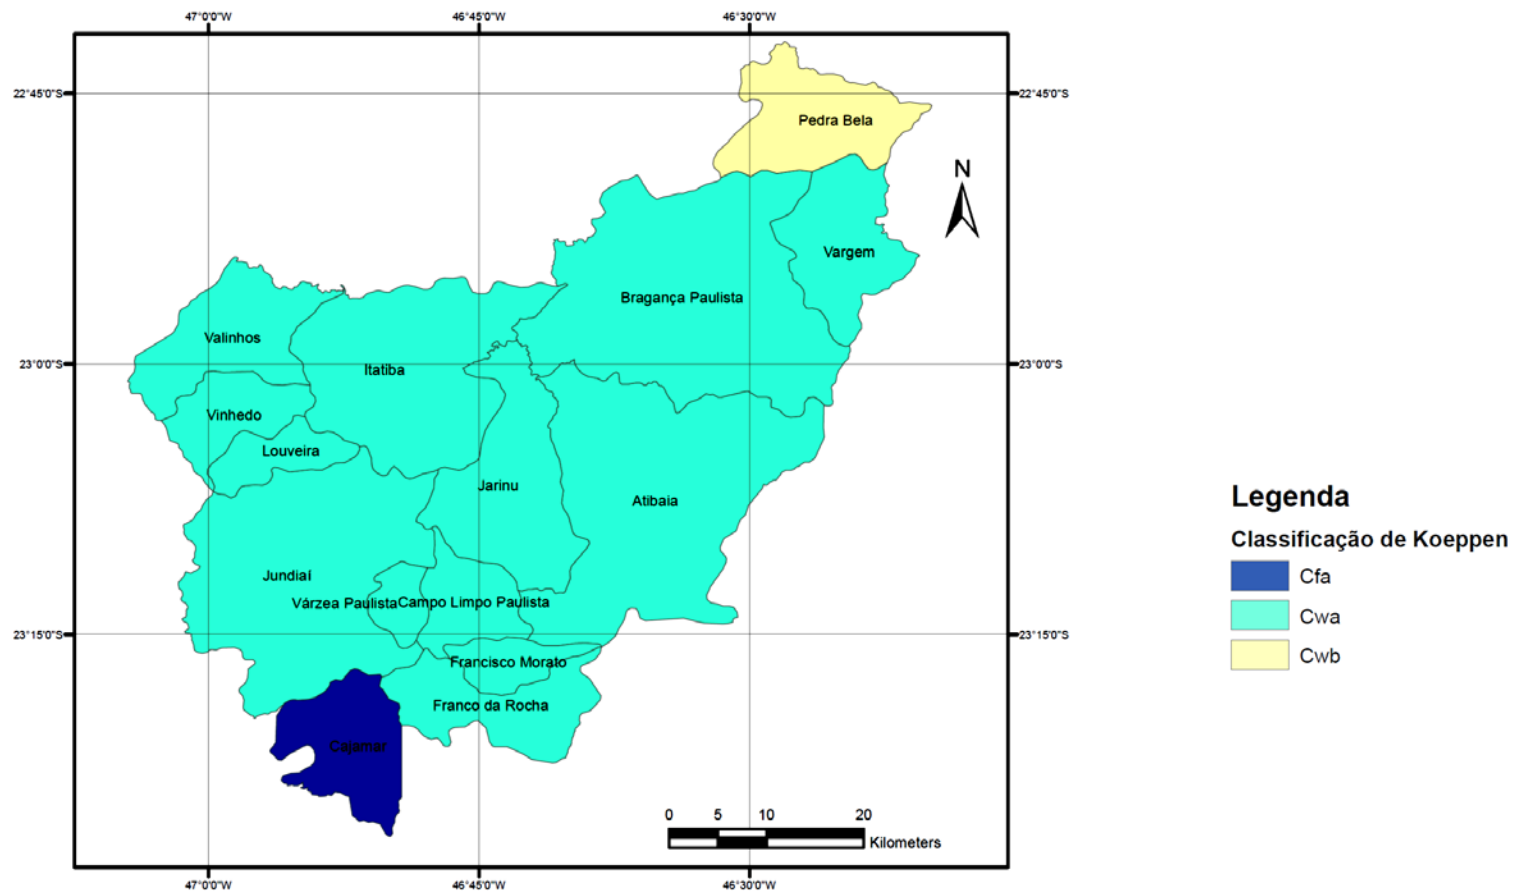 47°0'0"W
46°45'0"W
46°30'0"W
22°45'0"S
22°45'0"S
Pedra Bela
N
Vargem
Bragança Paulista
Valinhos
23°0'0"S
23°0'0"S
Itatiba
Vinhedo
Louveira
Jarinu
Atibaia
Legenda
Classificação de Koeppen
Cfa
Cwa
Cwb
Jundiaí
Várzea Paulista
Campo Limpo Paulista
23°15'0"S
23°15'0"S
Francisco Morato
Franco da Rocha
Cajamar
0 5 10 20
Kilometers
47°0'0"W
46°45'0"W
46°30'0"W